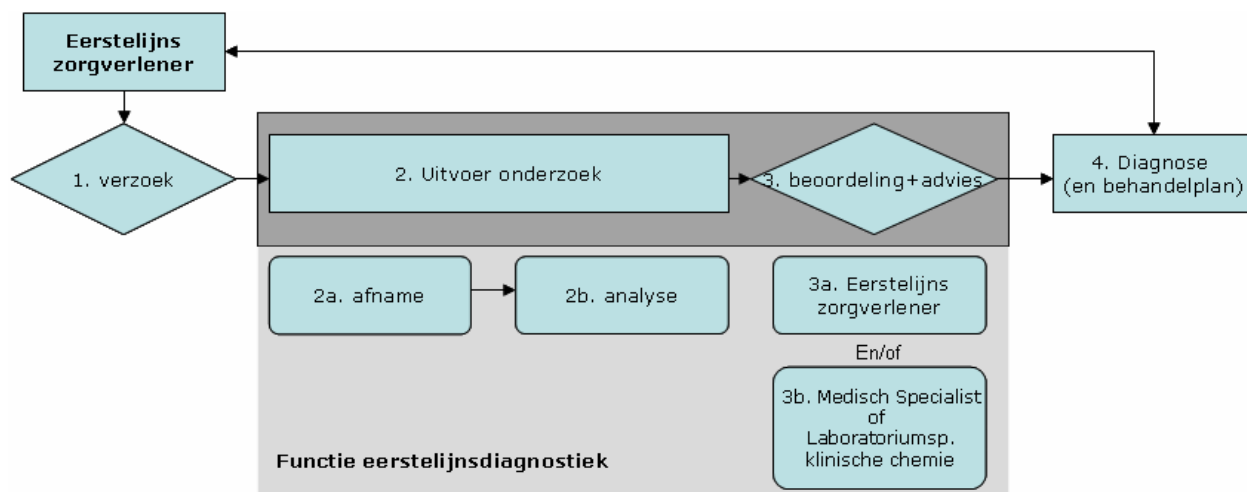 Eerstelijns
zorgverlener
1. verzoek
2. Uitvoer onderzoek
3. beoordeling+advies
4. Diagnose
(en behandelplan)
2a. afname
2b. analyse
3a. Eerstelijns
zorgverlener
En/of
3b. Medisch Specialist
of
Laboratoriumsp.
klinische chemie
Functie eerstelijnsdiagnostiek